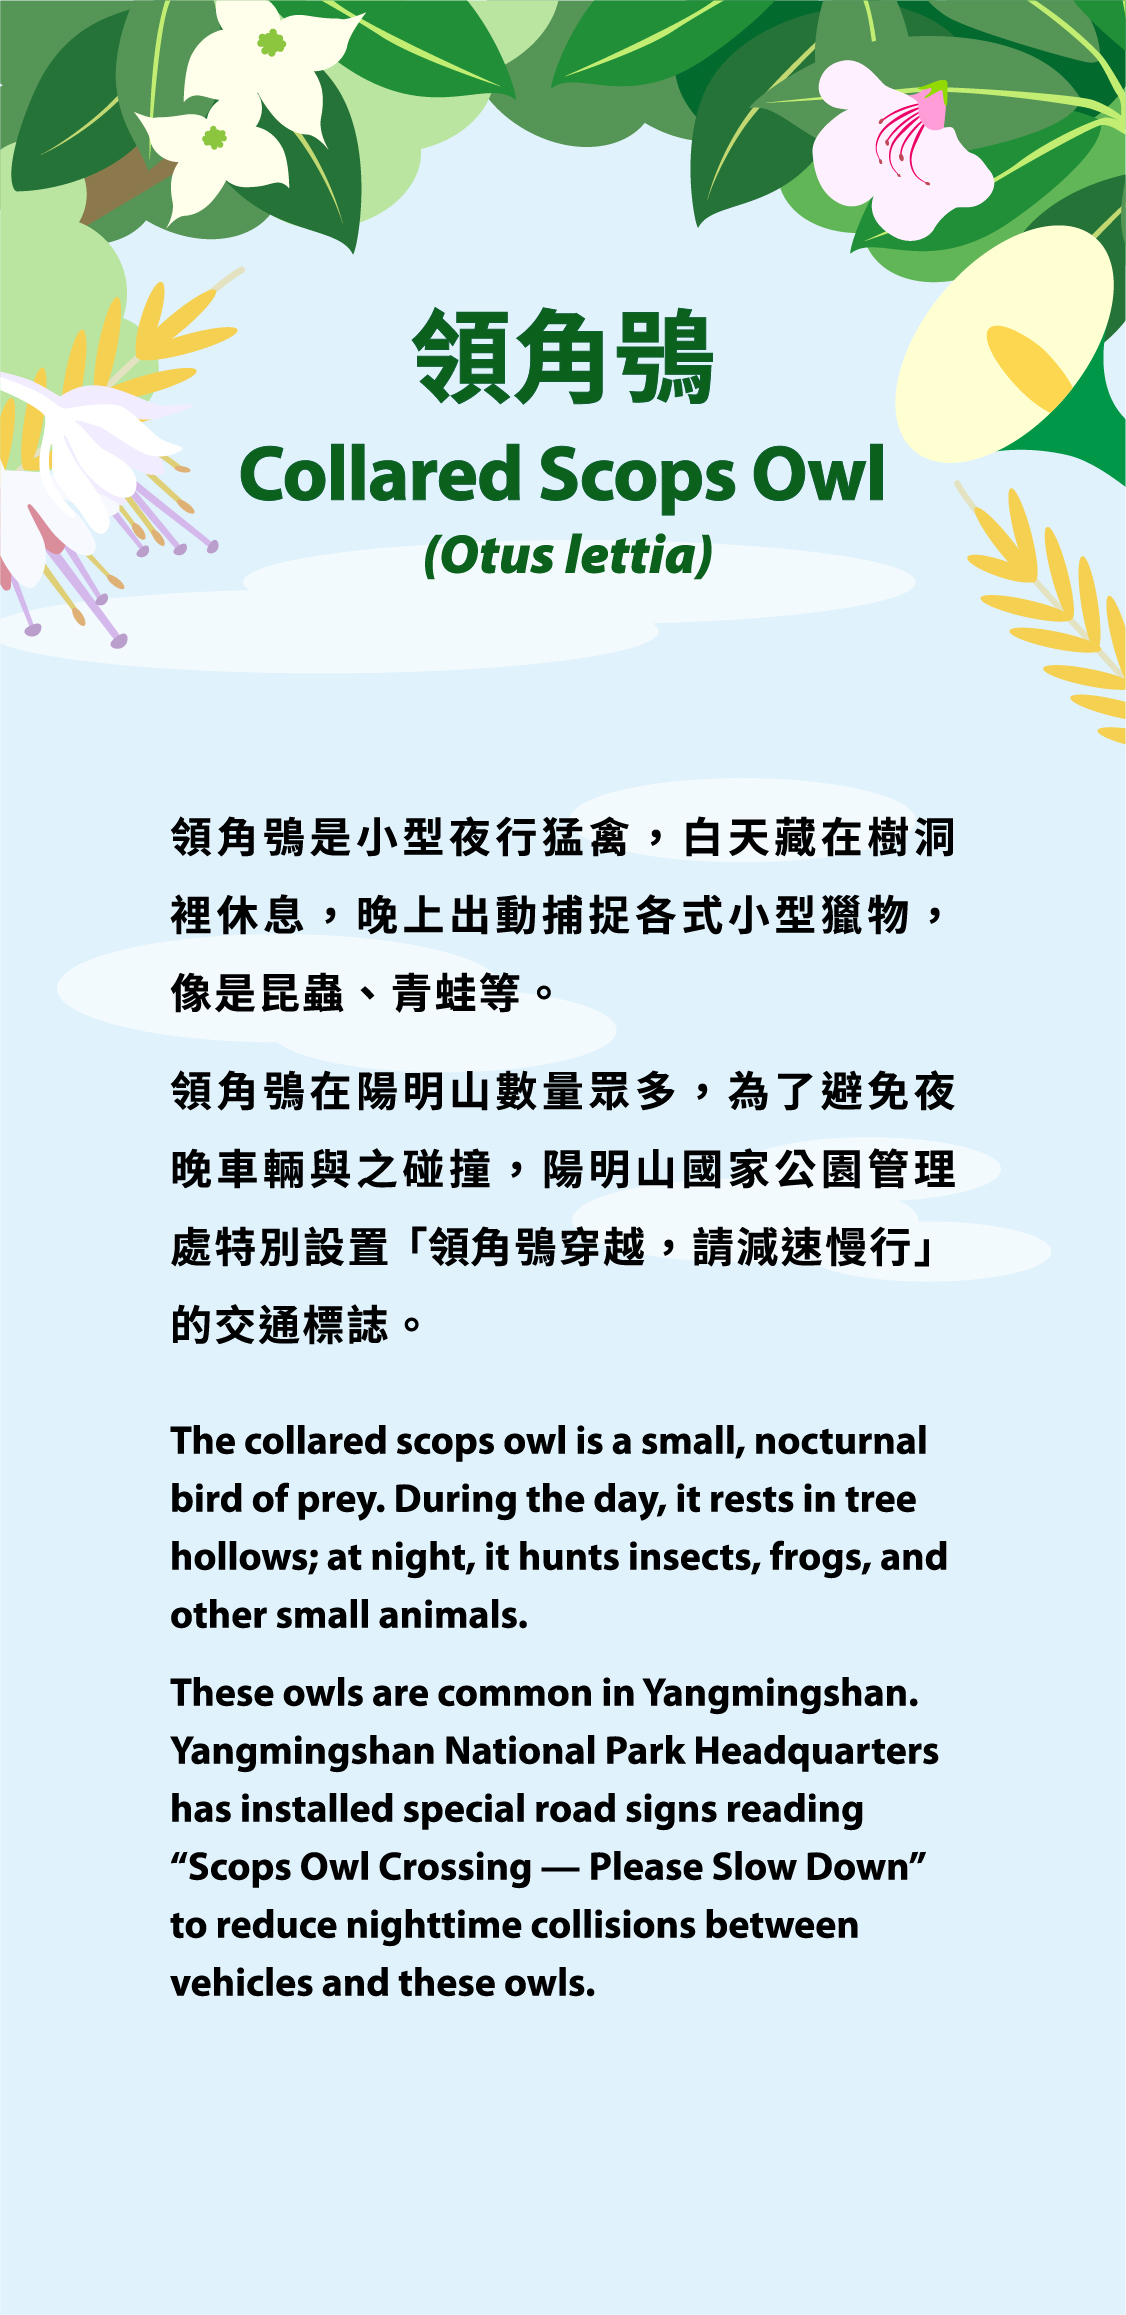 領角鴞
Collared Scops Owl
(Otus lettia)
領角鴞是小型夜行猛禽，白天藏在樹洞
裡休息，晚上出動捕捉各式小型獵物，
像是昆蟲、青蛙等。
領角鴞在陽明山數量眾多，為了避免夜
晚車輛與之碰撞，陽明山國家公園管理
處特別設置「領角鴞穿越，請減速慢行」
的交通標誌。
The collared scops owl is a small, nocturnal
bird of prey. During the day, it rests in tree
hollows; at night, it hunts insects, frogs, and
other small animals.
These owls are common in Yangmingshan.
Yangmingshan National Park Headquarters
has installed special road signs reading
“Scops Owl Crossing — Please Slow Down”
to reduce nighttime collisions between
vehicles and these owls.